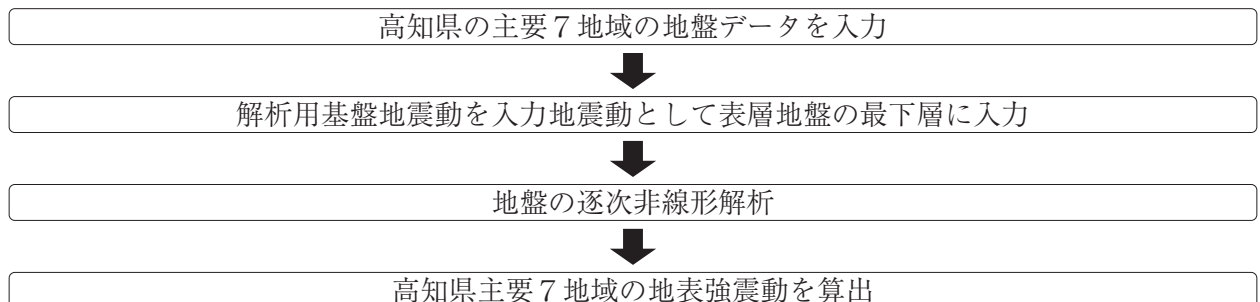 高知県の主要７地域の地盤データを入力
解析用基盤地震動を入力地震動として表層地盤の最下層に入力
地盤の逐次非線形解析
高知県主要７地域の地表強震動を算出